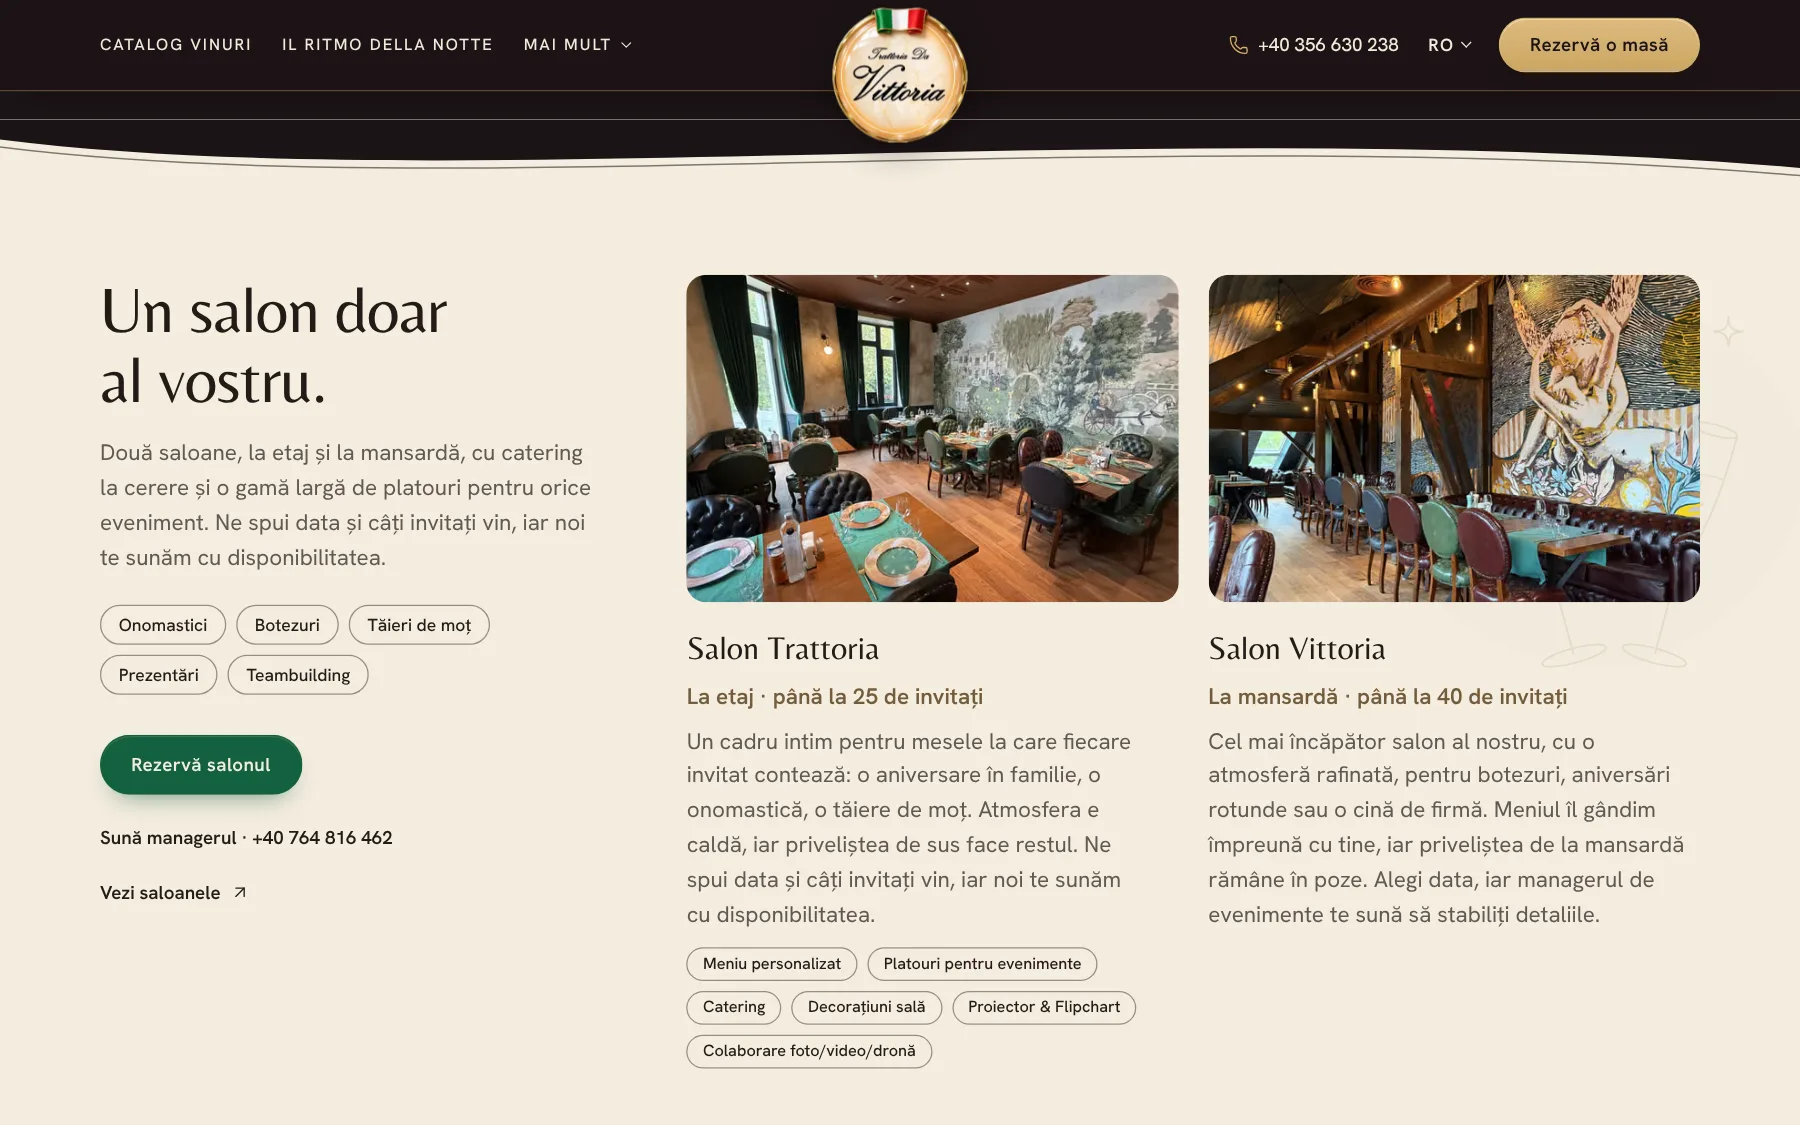 CATALOG VINURI
IL RITMO DELLA NOTTE
MAI MULT
Trattoria Da
Vittoria
+40 356 630 238
RO
Rezervă o masă
Un salon doar
al vostru.
Două saloane, la etaj și la mansardă, cu catering
la cerere și o gamă largă de platouri pentru orice
eveniment. Ne spui data și câți invitați vin, iar noi
te sunăm cu disponibilitatea.
Onomastici
Botezuri
Tăieri de moț
Prezentări
Teambuilding
Rezervă salonul
Sună managerul · +40 764 816 462
Vezi saloanele
Salon Trattoria
La etaj · până la 25 de invitați
Un cadru intim pentru mesele la care fiecare
invitat contează: o aniversare în familie, o
onomastică, o tăiere de moț. Atmosfera e
caldă, iar priveliștea de sus face restul. Ne
spui data și câți invitați vin, iar noi te sunăm
cu disponibilitatea.
Meniu personalizat
Platouri pentru evenimente
Catering
Decorațiuni sală
Proiector & Flipchart
Colaborare foto/video/dronă
Salon Vittoria
La mansardă · până la 40 de invitați
Cel mai încăpător salon al nostru, cu o
atmosferă rafinată, pentru botezuri, aniversări
rotunde sau o cină de firmă. Meniul îl gândim
împreună cu tine, iar priveliștea de la mansardă
rămâne în poze. Alegi data, iar managerul de
evenimente te sună să stabiliți detaliile.